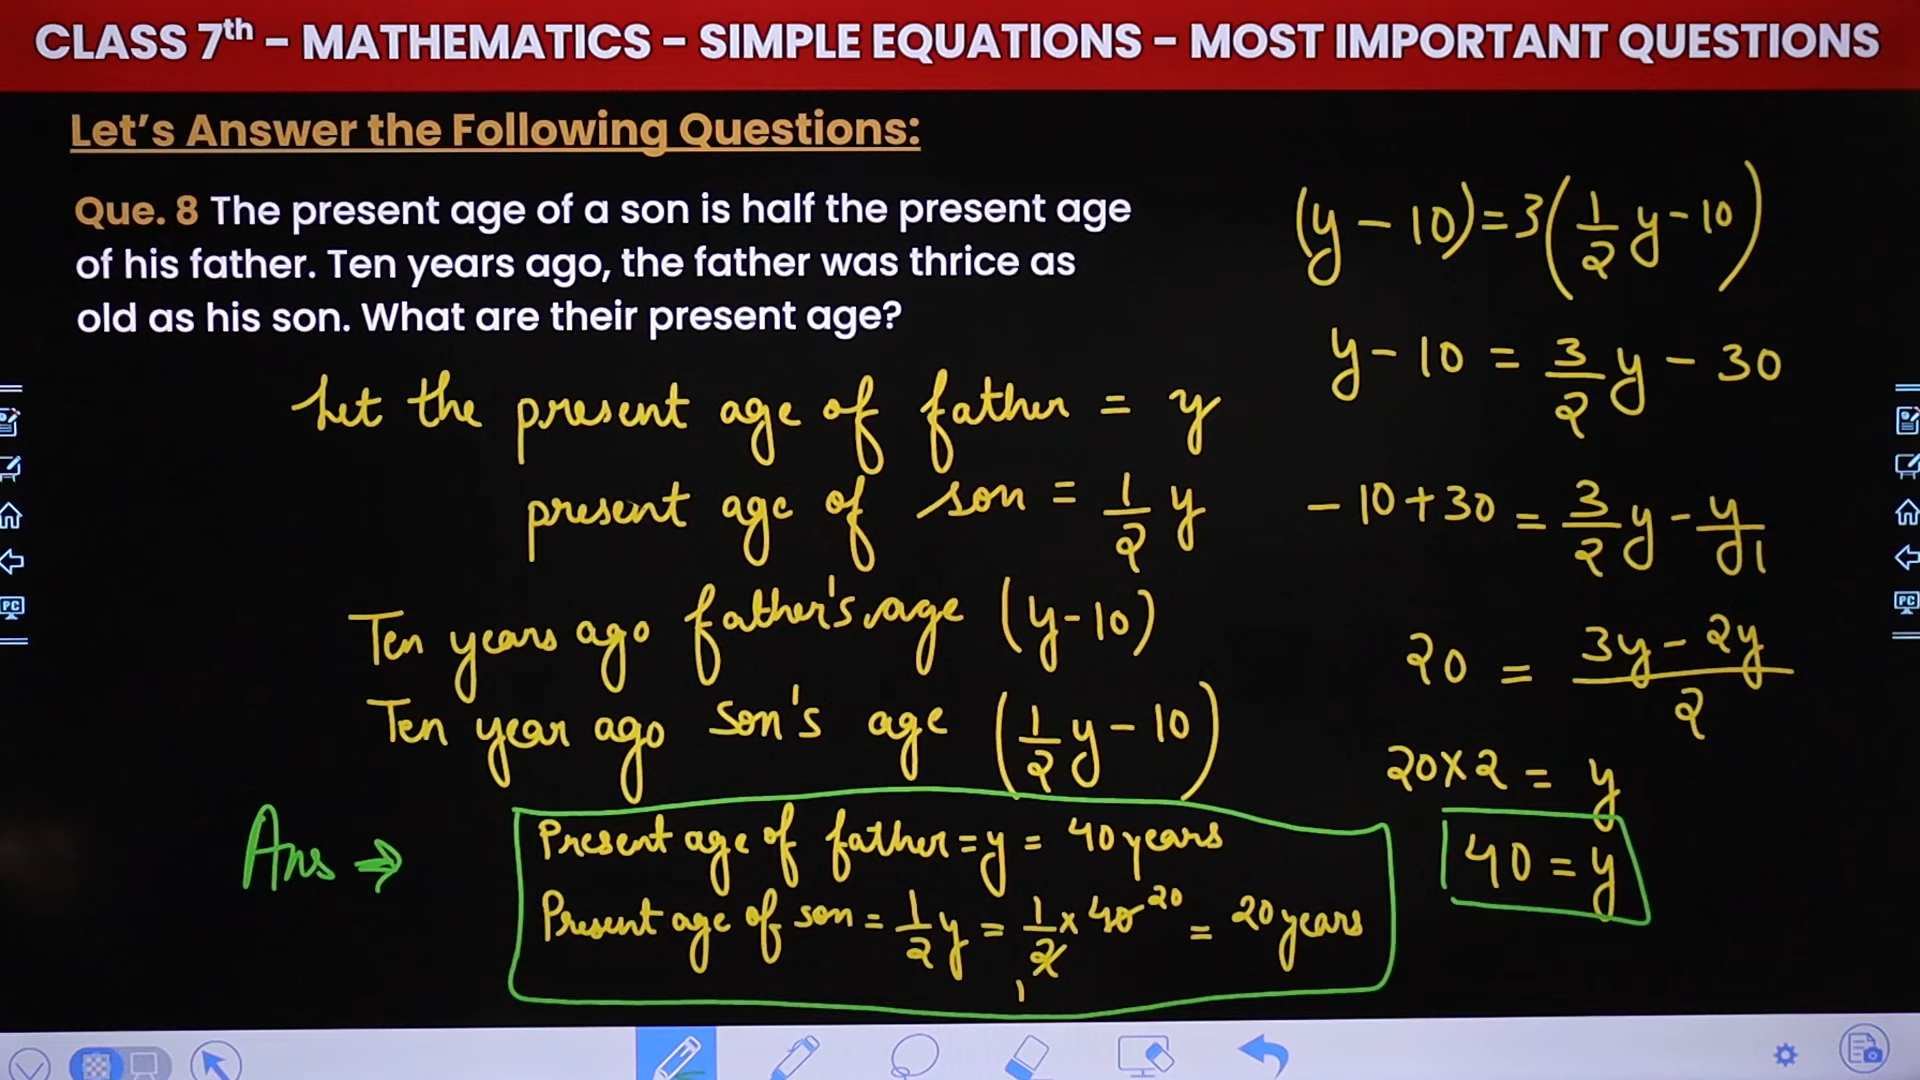 CLASS 7th - MATHEMATICS - SIMPLE EQUATIONS - MOST IMPORTANT QUESTIONS
Let's Answer the Following Questions:
Que. 8 The present age of a son is half the present age
of his father. Ten years ago, the father was thrice as
old as his son. What are their present age?
Let the present age of father = y
present age of son = 1/2 y
Ten years ago father's age (y-10)
Ten year ago son's age (1/2 y - 10)
Ans →
Present age of father = y = 40 years
Present age of son = 1/2 y = 1/2 × 40 20 = 20 years
1
(y - 10) = 3(1/2 y - 10)
y - 10 = 3/2 y - 30
- 10 + 30 = 3/2 y - y/1
20 = 3y - 2y / 2
20 × 2 = y
40 = y
PC
PC